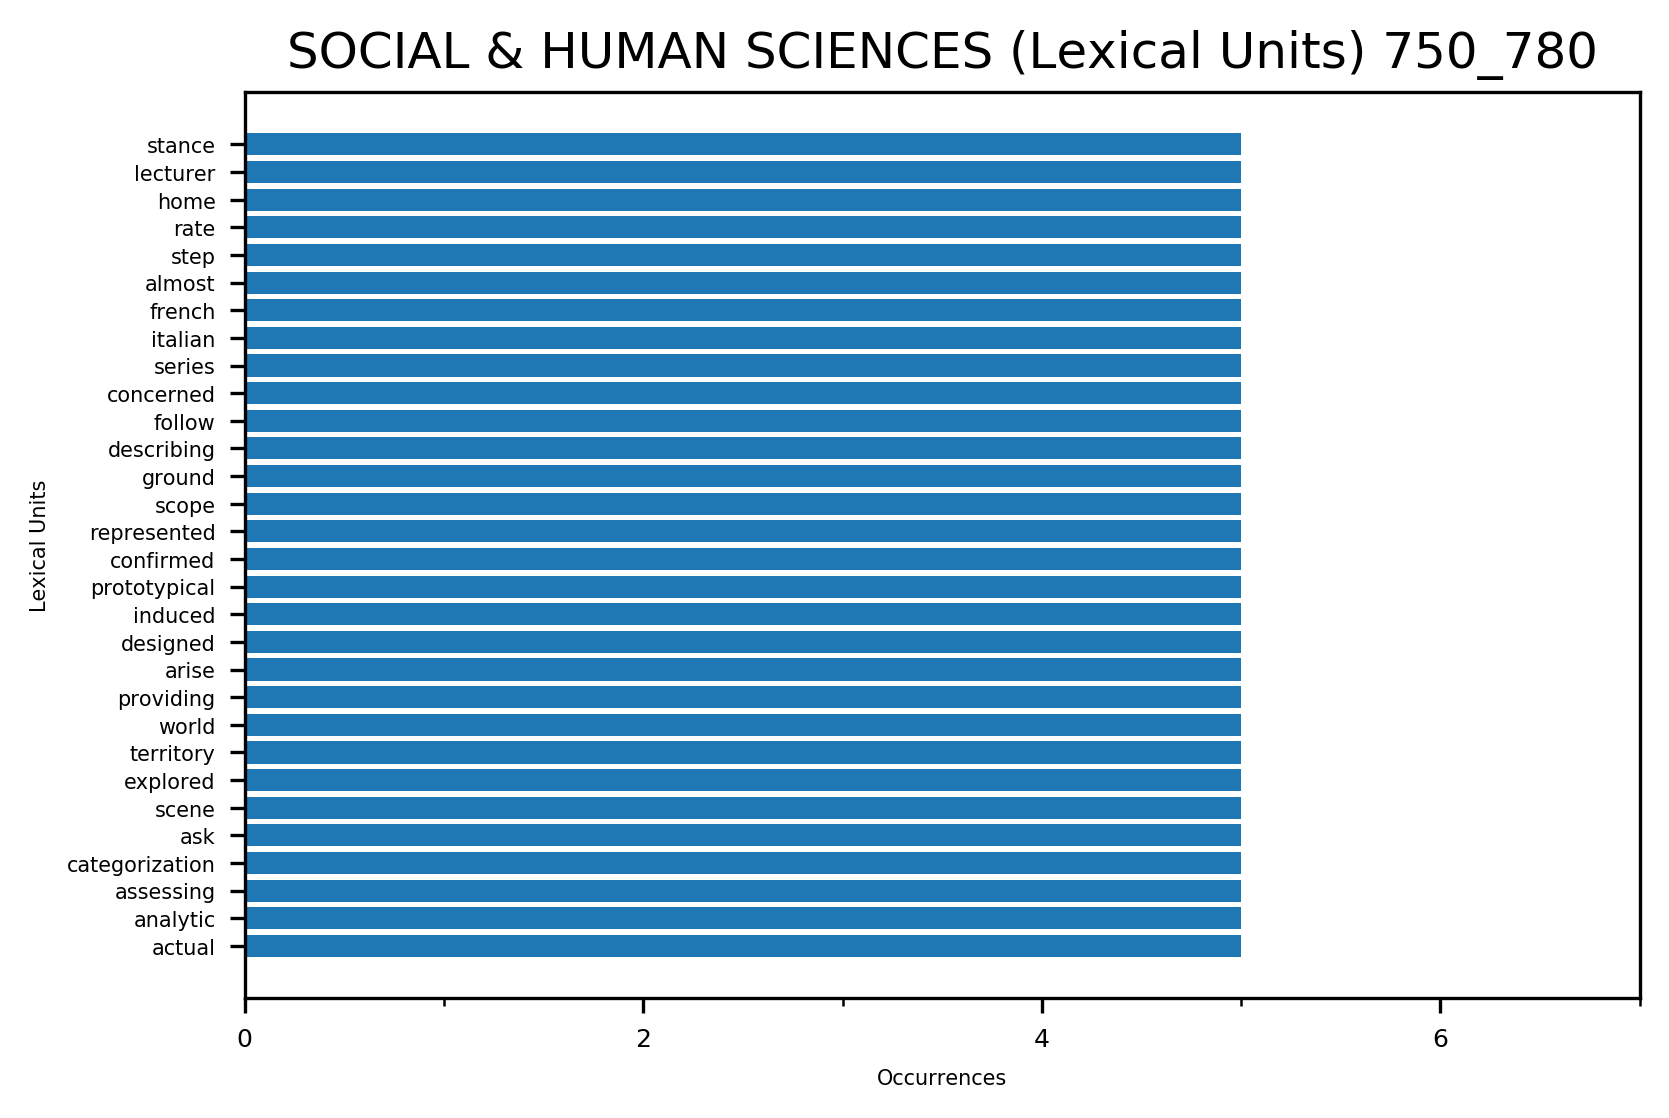 SOCIAL & HUMAN SCIENCES (Lexical Units) 750_780
stance
lecturer
home
rate
step
almost
french
italian
series
concerned
follow
describing
ground
scope
represented
confirmed
prototypical
induced
designed
arise
providing
world
territory
explored
scene
ask
categorization
assessing
analytic
actual
Lexical Units
0 2 4 6
Occurrences